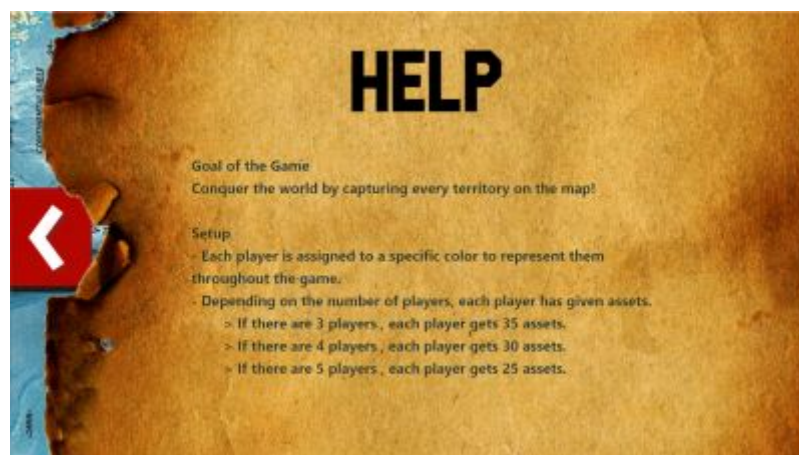 HELP
Goal of the Game
Conquer the world by capturing every territory on the map!
Setup
- Each player is assigned to a specific color to represent them
throughout the game.
- Depending on the number of players, each player has given assets.
> If there are 3 players , each player gets 35 assets.
> If there are 4 players , each player gets 30 assets.
> If there are 5 players , each player gets 25 assets.